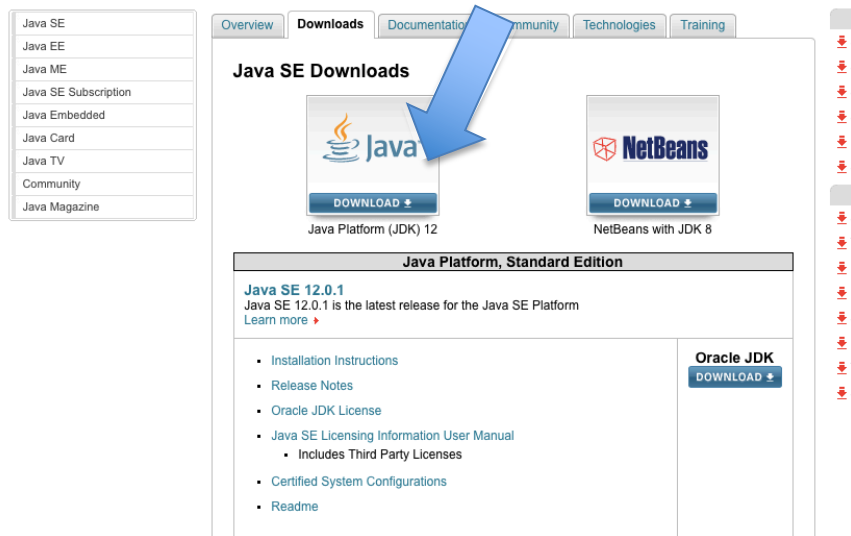 Java SE
Java EE
Java ME
Java SE Subscription
Java Embedded
Java Card
Java TV
Community
Java Magazine
Overview
Downloads
Documentation
Technologies
Training
Java SE Downloads
Java
DOWNLOAD
Java Platform (JDK) 12
NetBeans
DOWNLOAD
NetBeans with JDK 8
Java Platform, Standard Edition
Java SE 12.0.1
Java SE 12.0.1 is the latest release for the Java SE Platform
Learn more
Installation Instructions
Release Notes
Oracle JDK License
Java SE Licensing Information User Manual
Includes Third Party Licenses
Certified System Configurations
Readme
Oracle JDK
DOWNLOAD